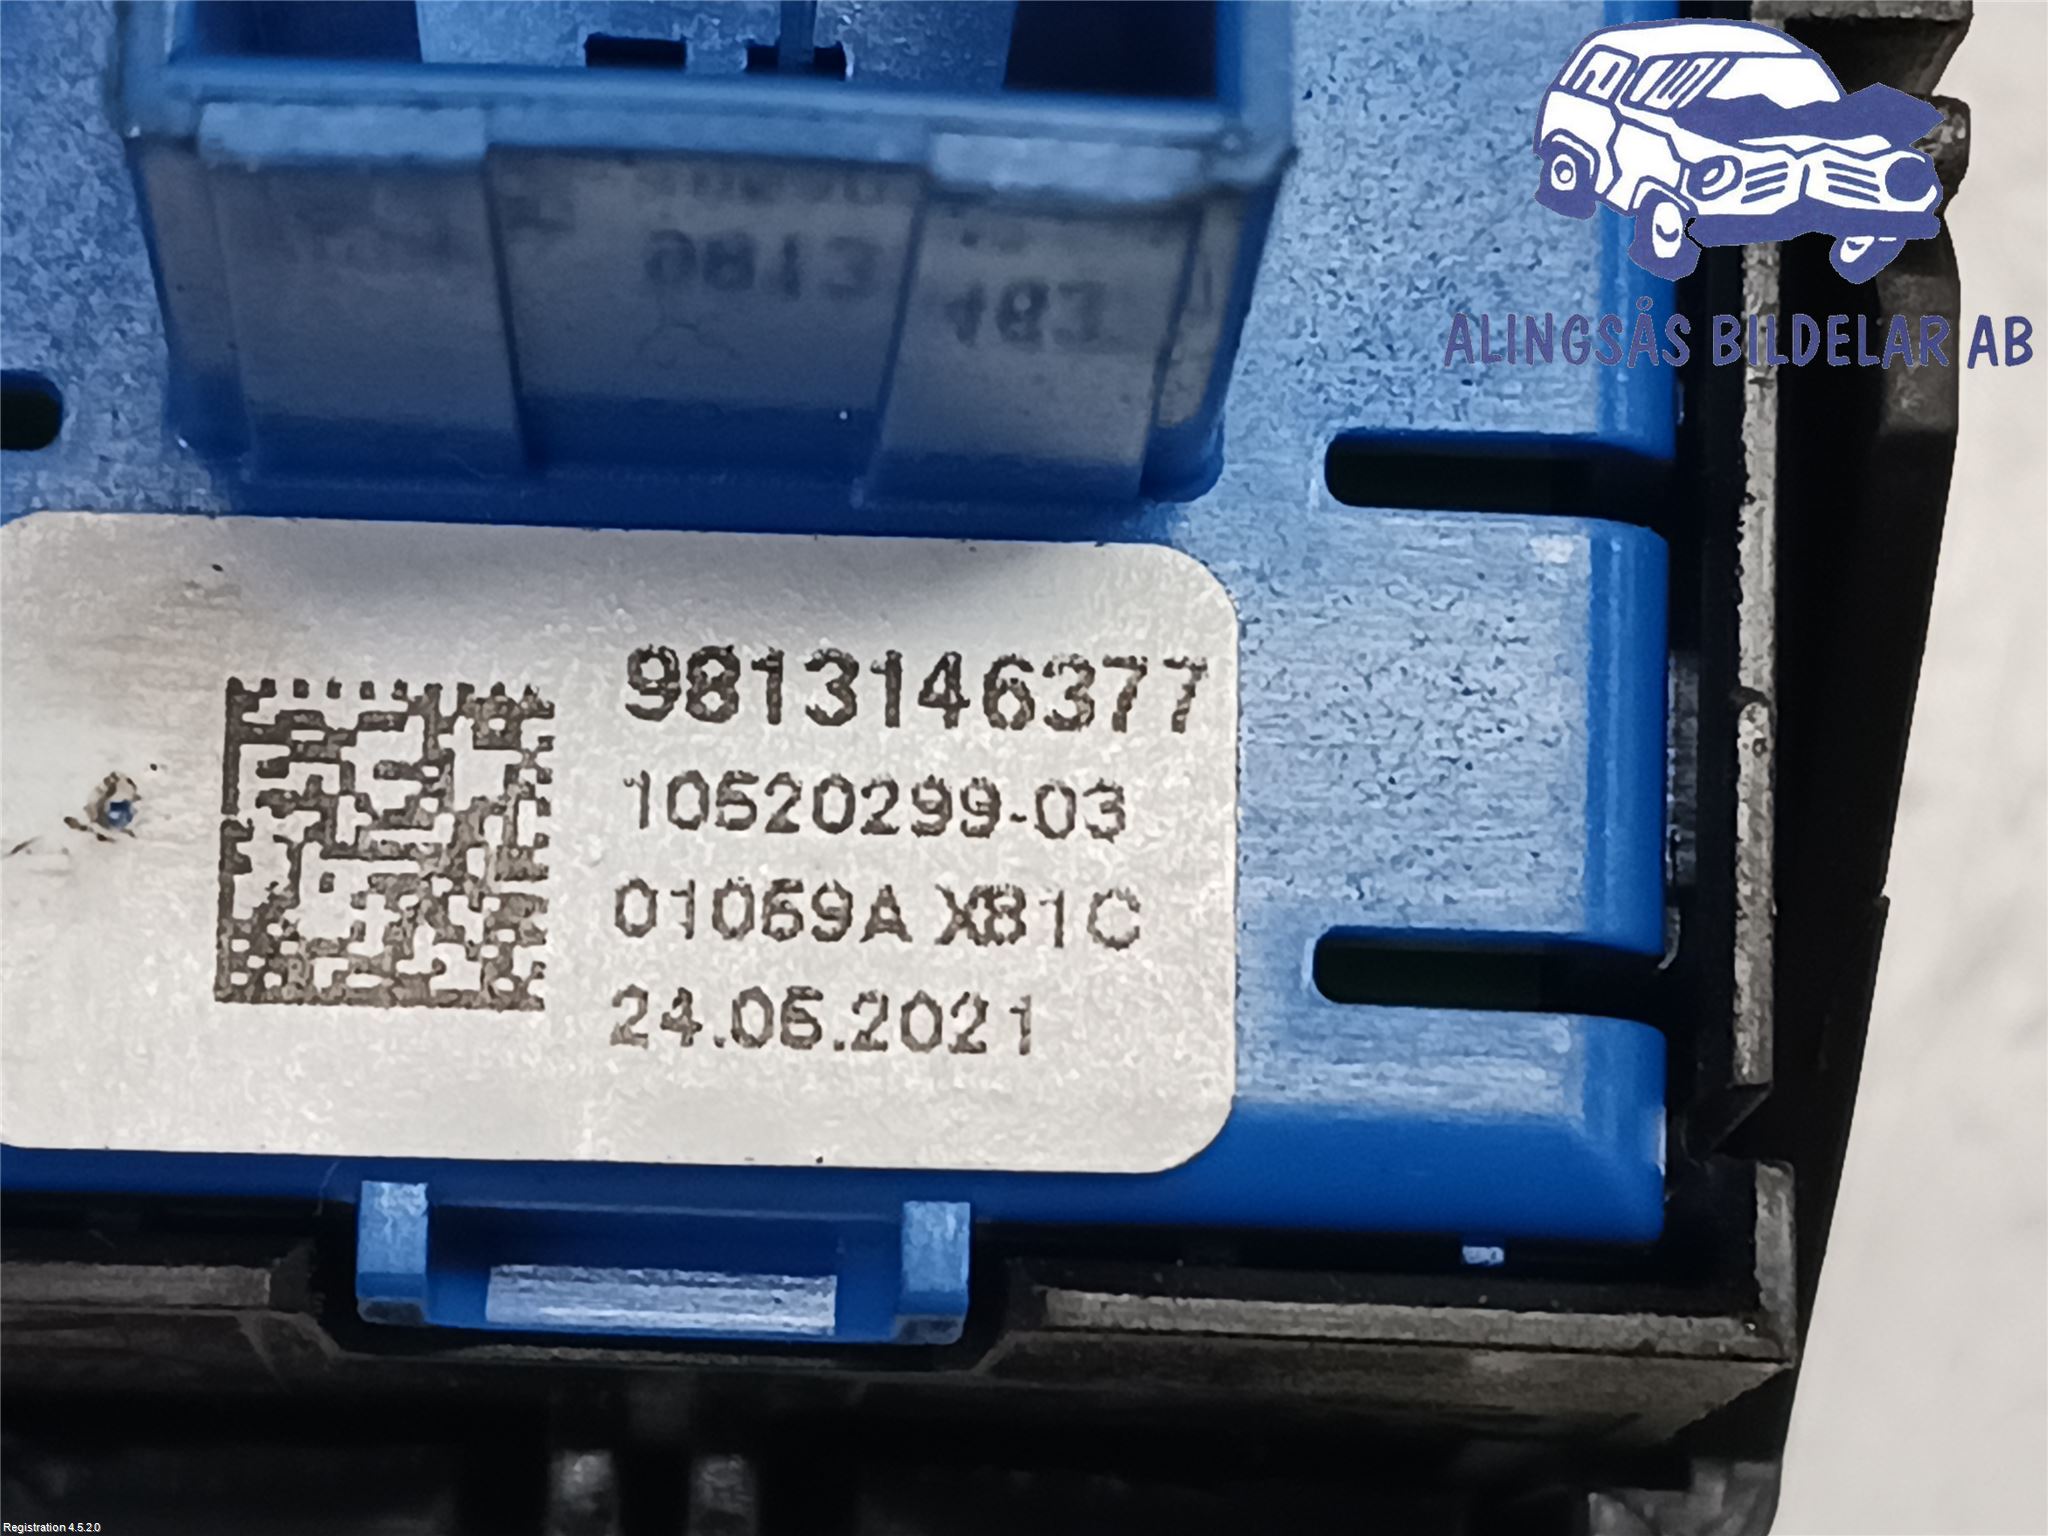 ALINGSÅS BILDELAR AB
9813146377
10520299-03
01069A X81C
24.06.2021
Registration 4.5.2.0